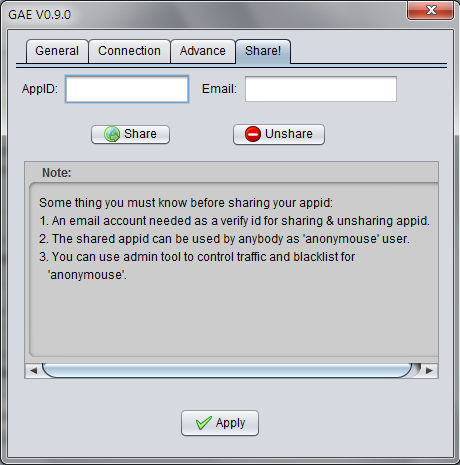 GAE V0.9.0
General Connection Advance Share!
AppID: Email:
Share Unshare
Note:
Some thing you must know before sharing your appid:
1. An email account needed as a verify id for sharing & unsharing appid.
2. The shared appid can be used by anybody as 'anonymouse' user.
3. You can use admin tool to control traffic and blacklist for
'anonymouse'.
Apply